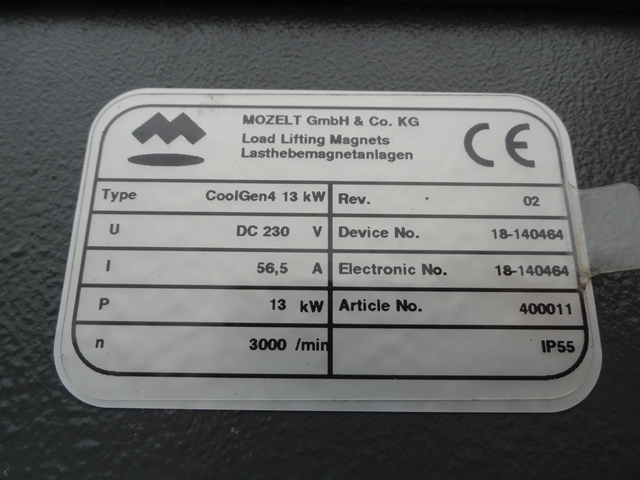 MOZELT GmbH & Co. KG
Load Lifting Magnets
Lasthebemagnetanlagen
CE
Type CoolGen4 13 kW Rev. 02
U DC 230 V Device No. 18-140464
I 56,5 A Electronic No. 18-140464
P 13 kW Article No. 400011
n 3000 /min IP55